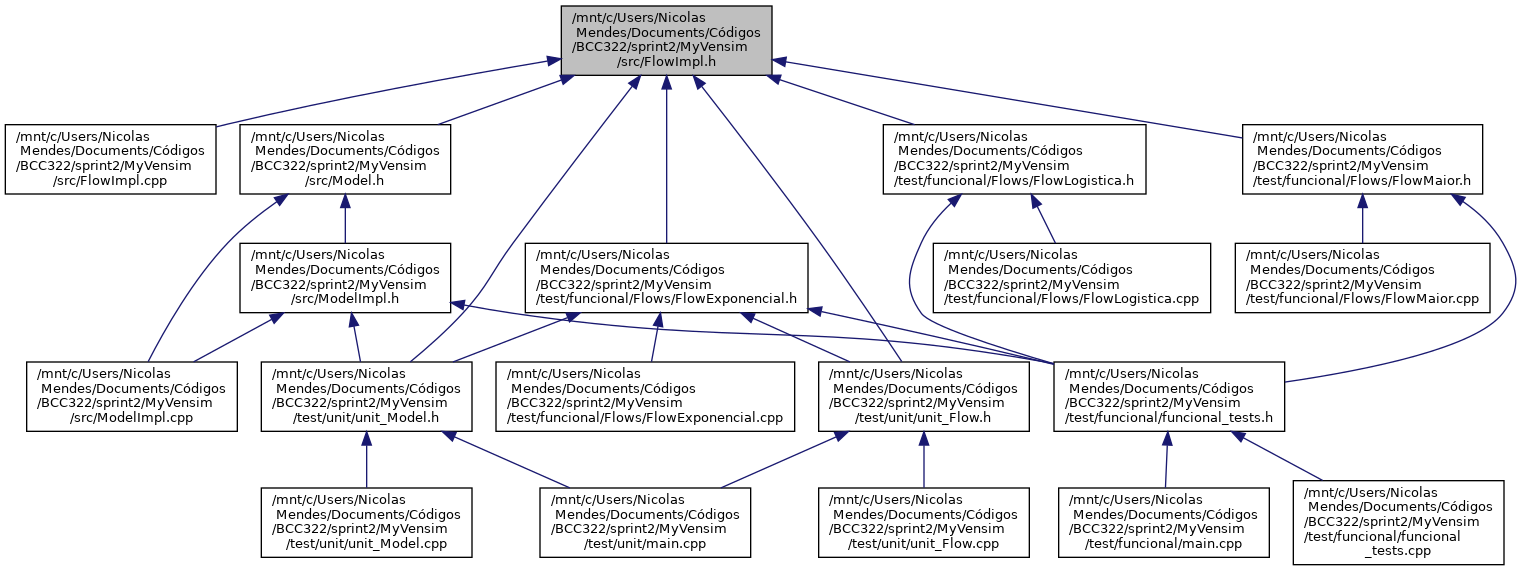 /mnt/c/Users/Nicolas
Mendes/Documents/Códigos
/BCC322/sprint2/MyVensim
/src/FlowImpl.h
/mnt/c/Users/Nicolas
Mendes/Documents/Códigos
/BCC322/sprint2/MyVensim
/src/FlowImpl.cpp
/mnt/c/Users/Nicolas
Mendes/Documents/Códigos
/BCC322/sprint2/MyVensim
/src/Model.h
/mnt/c/Users/Nicolas
Mendes/Documents/Códigos
/BCC322/sprint2/MyVensim
/test/funcional/Flows/FlowLogistica.h
/mnt/c/Users/Nicolas
Mendes/Documents/Códigos
/BCC322/sprint2/MyVensim
/test/funcional/Flows/FlowMaior.h
/mnt/c/Users/Nicolas
Mendes/Documents/Códigos
/BCC322/sprint2/MyVensim
/src/ModelImpl.h
/mnt/c/Users/Nicolas
Mendes/Documents/Códigos
/BCC322/sprint2/MyVensim
/test/funcional/Flows/FlowExponencial.h
/mnt/c/Users/Nicolas
Mendes/Documents/Códigos
/BCC322/sprint2/MyVensim
/test/funcional/Flows/FlowLogistica.cpp
/mnt/c/Users/Nicolas
Mendes/Documents/Códigos
/BCC322/sprint2/MyVensim
/test/funcional/Flows/FlowMaior.cpp
/mnt/c/Users/Nicolas
Mendes/Documents/Códigos
/BCC322/sprint2/MyVensim
/src/ModelImpl.cpp
/mnt/c/Users/Nicolas
Mendes/Documents/Códigos
/BCC322/sprint2/MyVensim
/test/unit/unit_Model.h
/mnt/c/Users/Nicolas
Mendes/Documents/Códigos
/BCC322/sprint2/MyVensim
/test/funcional/Flows/FlowExponencial.cpp
/mnt/c/Users/Nicolas
Mendes/Documents/Códigos
/BCC322/sprint2/MyVensim
/test/unit/unit_Flow.h
/mnt/c/Users/Nicolas
Mendes/Documents/Códigos
/BCC322/sprint2/MyVensim
/test/funcional/funcional_tests.h
/mnt/c/Users/Nicolas
Mendes/Documents/Códigos
/BCC322/sprint2/MyVensim
/test/unit/unit_Model.cpp
/mnt/c/Users/Nicolas
Mendes/Documents/Códigos
/BCC322/sprint2/MyVensim
/test/unit/main.cpp
/mnt/c/Users/Nicolas
Mendes/Documents/Códigos
/BCC322/sprint2/MyVensim
/test/unit/unit_Flow.cpp
/mnt/c/Users/Nicolas
Mendes/Documents/Códigos
/BCC322/sprint2/MyVensim
/test/funcional/main.cpp
/mnt/c/Users/Nicolas
Mendes/Documents/Códigos
/BCC322/sprint2/MyVensim
/test/funcional/funcional
_tests.cpp